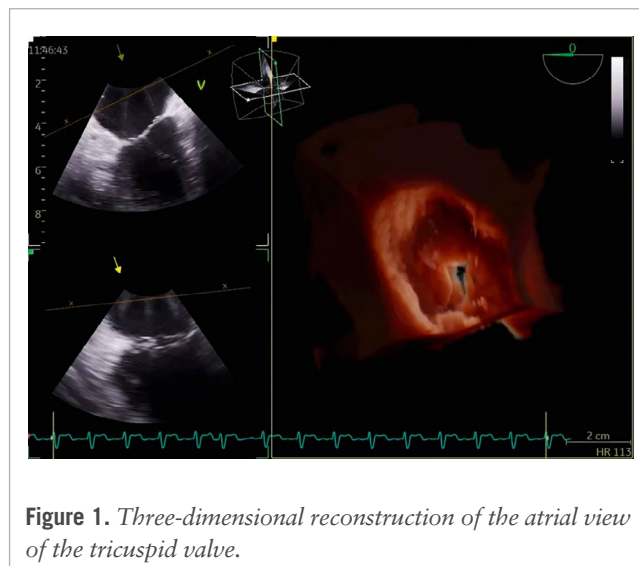 11:46:43
V
0
2
4
6
8
2 cm
HR 113
Figure 1. Three-dimensional reconstruction of the atrial view
of the tricuspid valve.